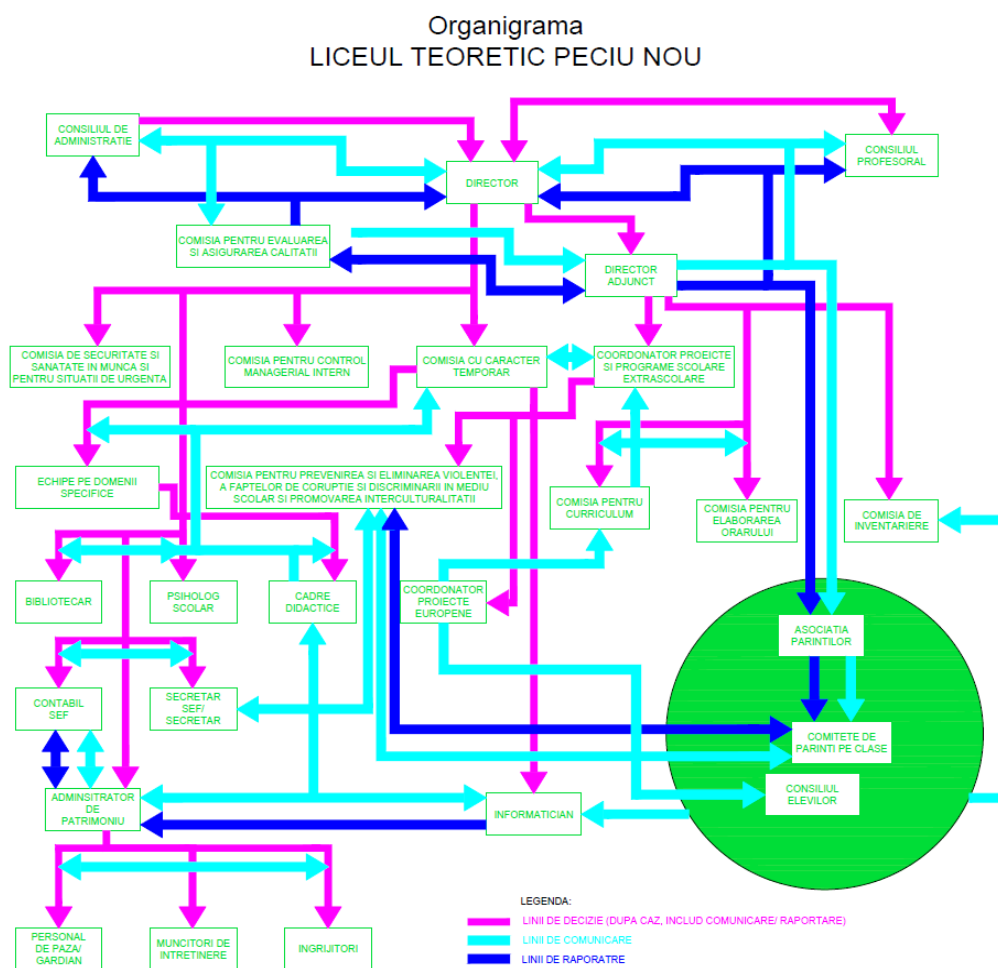 Organigrama
LICEUL TEORETIC PECIU NOU
CONSILIUL DE
ADMINISTRATIE
CONSILIUL
PROFESORAL
DIRECTOR
COMISIA PENTRU EVALUAREA
SI ASIGURAREA CALITATII
DIRECTOR
ADJUNCT
COMISIA DE SECURITATE SI
SANATATE IN MUNCA SI
PENTRU SITUATII DE URGENTA
COMISIA PENTRU CONTROL
MANAGERIAL INTERN
COMISIA CU CARACTER
TEMPORAR
COORDONATOR PROIECTE
SI PROGRAME SCOLARE
EXTRASCOLARE
ECHIPE PE DOMENII
SPECIFICE
COMISIA PENTRU PREVENIREA SI ELIMINAREA VIOLENTEI,
A FAPTELOR DE CORUPTIE SI DISCRIMINARII IN MEDIU
SCOLAR SI PROMOVAREA INTERCULTURALITATII
COMISIA PENTRU
CURRICULUM
COMISIA PENTRU
ELABORAREA
ORARULUI
COMISIA DE
INVENTARIERE
BIBLIOTECAR
PSIHOLOG
SCOLAR
CADRE
DIDACTICE
COORDONATOR
PROIECTE
EUROPENE
ASOCIATIA
PARINTILOR
CONTABIL
SEF
SECRETAR
SEF/
SECRETAR
COMITETE DE
PARINTI PE CLASE
CONSILIUL
ELEVILOR
ADMINSITRATOR
DE
PATRIMONIU
INFORMATICIAN
PERSONAL
DE PAZA/
GARDIAN
MUNCITORI DE
INTRETINERE
INGRIJITORI
LEGENDA:
LINII DE DECIZIE (DUPA CAZ, INCLUD COMUNICARE/ RAPORTARE)
LINII DE COMUNICARE
LINII DE RAPORATRE